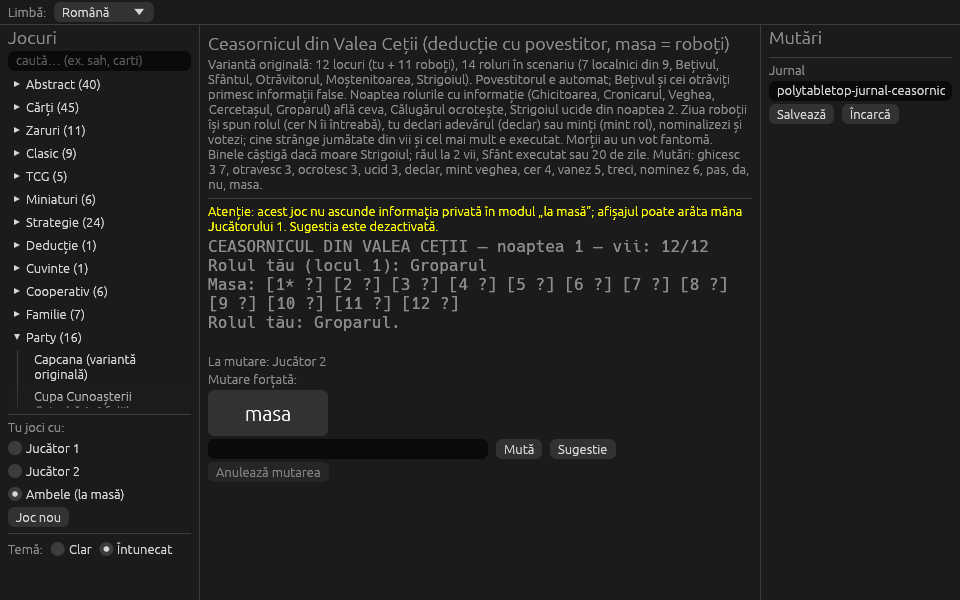 Limbă:
Română
Jocuri
caută... (ex. sah, carti)
Abstract (40)
Cărți (45)
Zaruri (11)
Clasic (9)
TCG (5)
Miniaturi (6)
Strategie (24)
Deducție (1)
Cuvinte (1)
Cooperativ (6)
Familie (7)
Party (16)
Capcana (variantă
originală)
Cupa Cunoașterii
Tu joci cu:
Jucător 1
Jucător 2
Ambele (la masă)
Joc nou
Temă:
Clar
Întunecat
Ceasornicul din Valea Ceții (deducție cu povestitor, masa = roboți)
Variantă originală: 12 locuri (tu + 11 roboți), 14 roluri în scenariu (7 localnici din 9, Bețivul,
Sfântul, Otrăvitorul, Moștenitoarea, Strigoiul). Povestitorul e automat; Bețivul și cei otrăviți
primesc informații false. Noaptea rolurile cu informație (Ghicitoarea, Cronicarul, Veghea,
Cercetașul, Groparul) află ceva, Călugărul ocrotește, Strigoiul ucide din noaptea 2. Ziua roboții
își spun rolul (cer N îi întreabă), tu declari adevărul (declar) sau minți (mint rol), nominalizezi și
votezi; cine strânge jumătate din vii și cel mai mult e executat. Morții au un vot fantomă.
Binele câștigă dacă moare Strigoiul; răul la 2 vii, Sfânt executat sau 20 de zile. Mutări: ghicesc
3 7, otravesc 3, ocrotesc 3, ucid 3, declar, mint veghea, cer 4, vanez 5, treci, nominez 6, pas, da,
nu, masa.
Atenție: acest joc nu ascunde informația privată în modul „la masă”; afișajul poate arăta mâna
Jucătorului 1. Sugestia este dezactivată.
CEASORNICUL DIN VALEA CEȚII — noaptea 1 — vii: 12/12
Rolul tău (locul 1): Groparul
Masa: [1* ?] [2 ?] [3 ?] [4 ?] [5 ?] [6 ?] [7 ?] [8 ?]
[9 ?] [10 ?] [11 ?] [12 ?]
Rolul tău: Groparul.
La mutare: Jucător 2
Mutare forțată:
masa
Mută
Sugestie
Anulează mutarea
Mutări
Jurnal
polytabletop-jurnal-ceasornic
Salvează
Încarcă